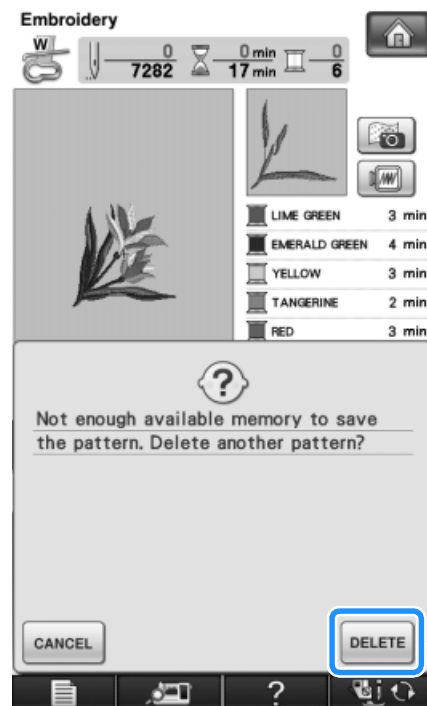 Embroidery
W
0
7282
0 min
17 min
0
6
LIME GREEN 3 min
EMERALD GREEN 4 min
YELLOW 3 min
TANGERINE 2 min
RED 3 min
?
Not enough available memory to save
the pattern. Delete another pattern?
CANCEL
DELETE
?